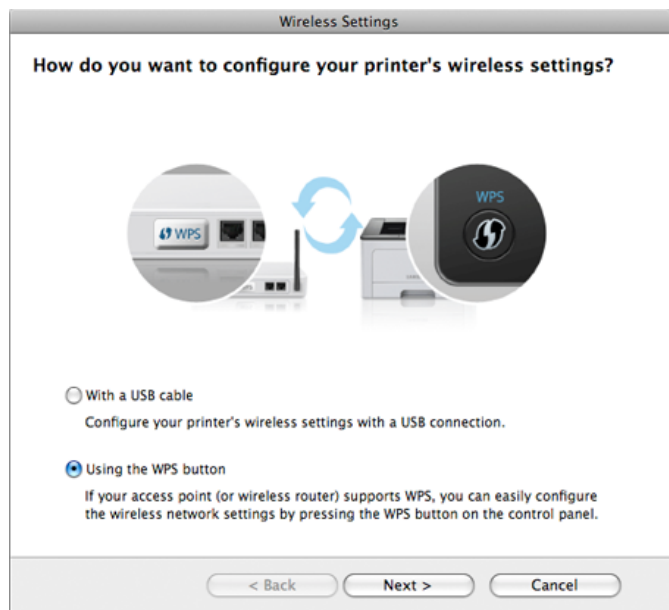 Wireless Settings
How do you want to configure your printer's wireless settings?
WPS
WPS
With a USB cable
Configure your printer's wireless settings with a USB connection.
Using the WPS button
If your access point (or wireless router) supports WPS, you can easily configure
the wireless network settings by pressing the WPS button on the control panel.
< Back
Next >
Cancel